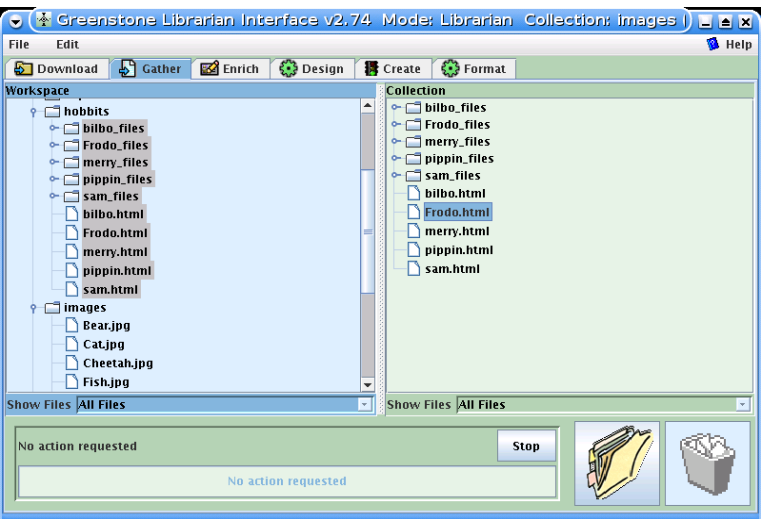 Greenstone Librarian Interface v2.74 Mode: Librarian Collection: images (
File Edit Help
Download Gather Enrich Design Create Format
Workspace
hobbits
bilbo_files
Frodo_files
merry_files
pippin_files
sam_files
bilbo.html
Frodo.html
merry.html
pippin.html
sam.html
images
Bear.jpg
Cat.jpg
Cheetah.jpg
Fish.jpg
Show Files All Files
Collection
bilbo_files
Frodo_files
merry_files
pippin_files
sam_files
bilbo.html
Frodo.html
merry.html
pippin.html
sam.html
Show Files All Files
No action requested
Stop
No action requested